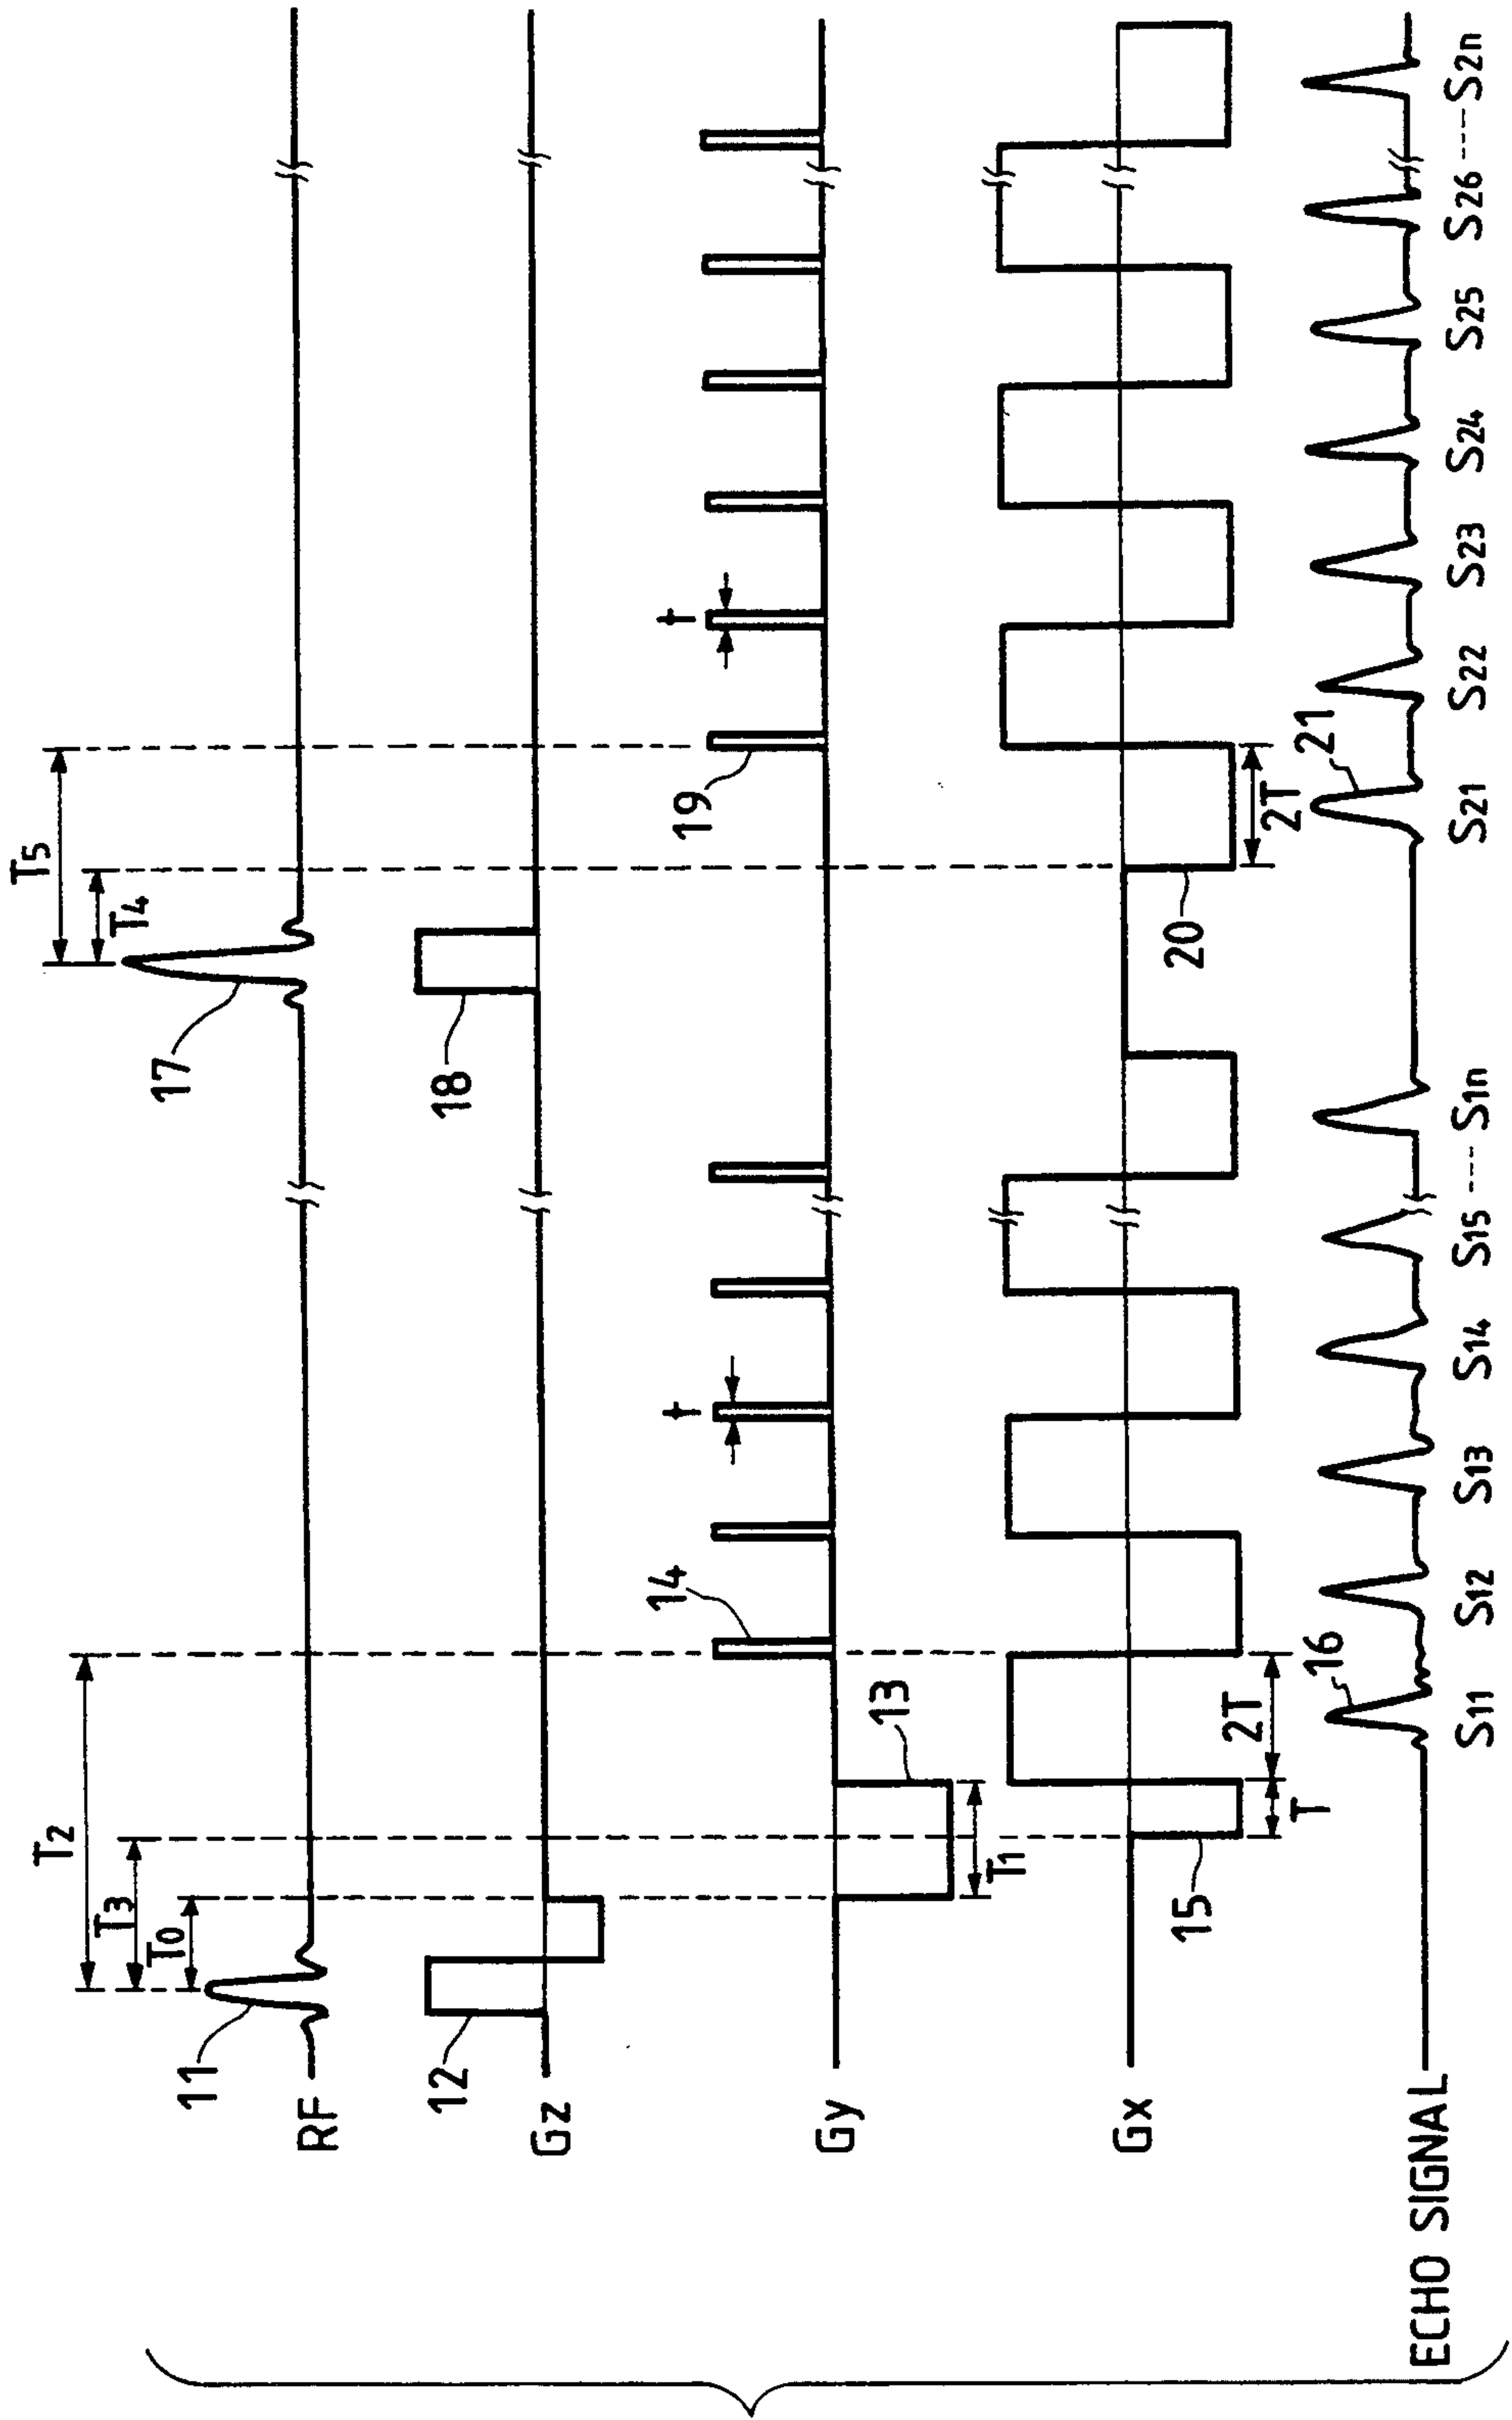 T2
T3
T0
T5
T4
11
17
RF
12
18
Gz
14
t
19
t
13
T1
Gy
15
T
2T
20
2T
Gx
16
21
ECHO SIGNAL
S11 S12 S13 S14 S15 ---- S1n S21 S22 S23 S24 S25 S26 ---- S2n